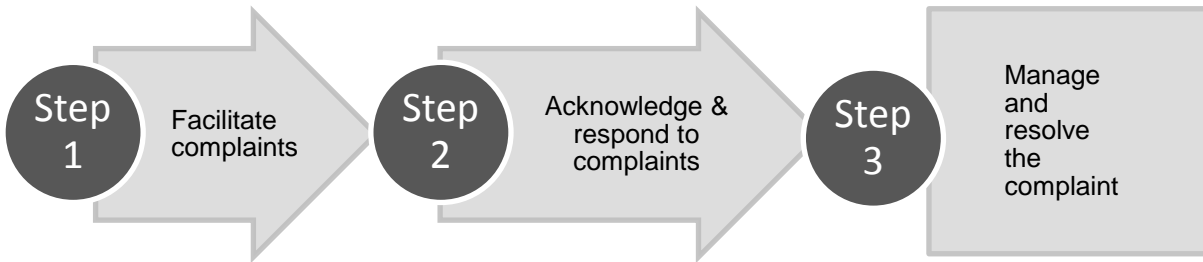 Step
1
Facilitate
complaints
Step
2
Acknowledge &
respond to
complaints
Step
3
Manage
and
resolve
the
complaint